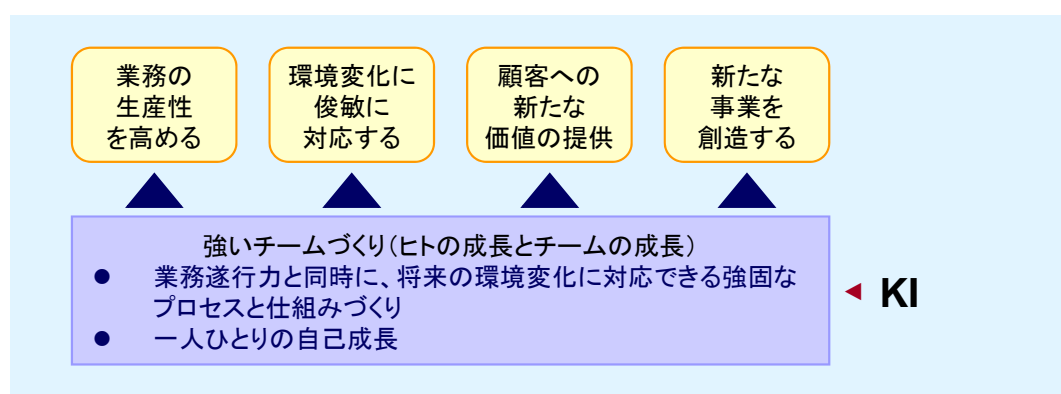 業務の
生産性
を高める
環境変化に
俊敏に
対応する
顧客への
新たな
価値の提供
新たな
事業を
創造する
強いチームづくり(ヒトの成長とチームの成長)
● 業務遂行力と同時に、将来の環境変化に対応できる強固な
プロセスと仕組みづくり
● 一人ひとりの自己成長
KI